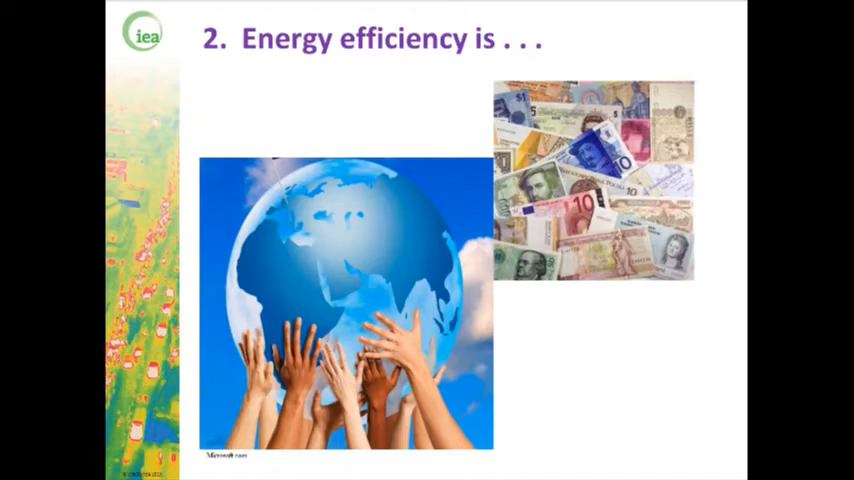 iea
2. Energy efficiency is . . .
Microsoft.com